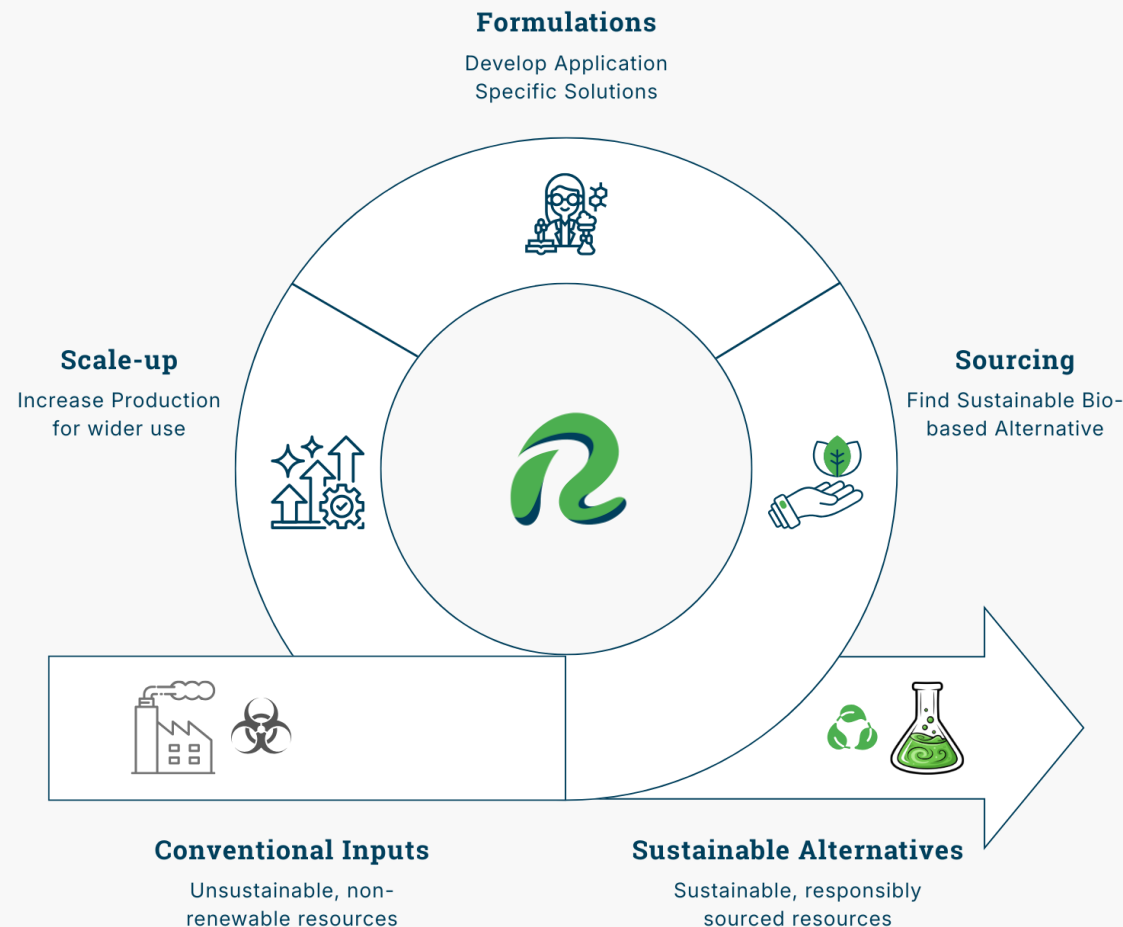 Formulations
Develop Application
Specific Solutions
Scale-up
Increase Production
for wider use
Sourcing
Find Sustainable Bio-
based Alternative
Conventional Inputs
Unsustainable, non-
renewable resources
Sustainable Alternatives
Sustainable, responsibly
sourced resources